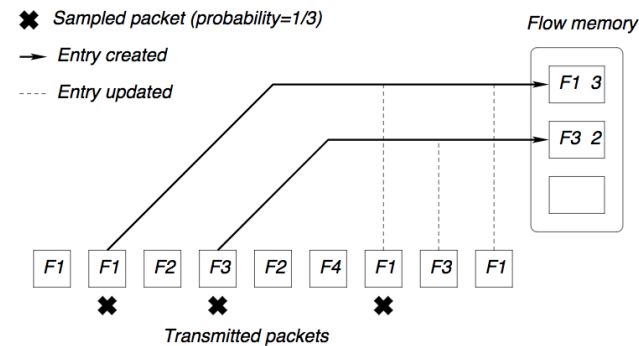 Sampled packet (probability=1/3)
Flow memory
Entry created
Entry updated
F1 3
F3 2
F1 F1 F2 F3 F2 F4 F1 F3 F1
Transmitted packets